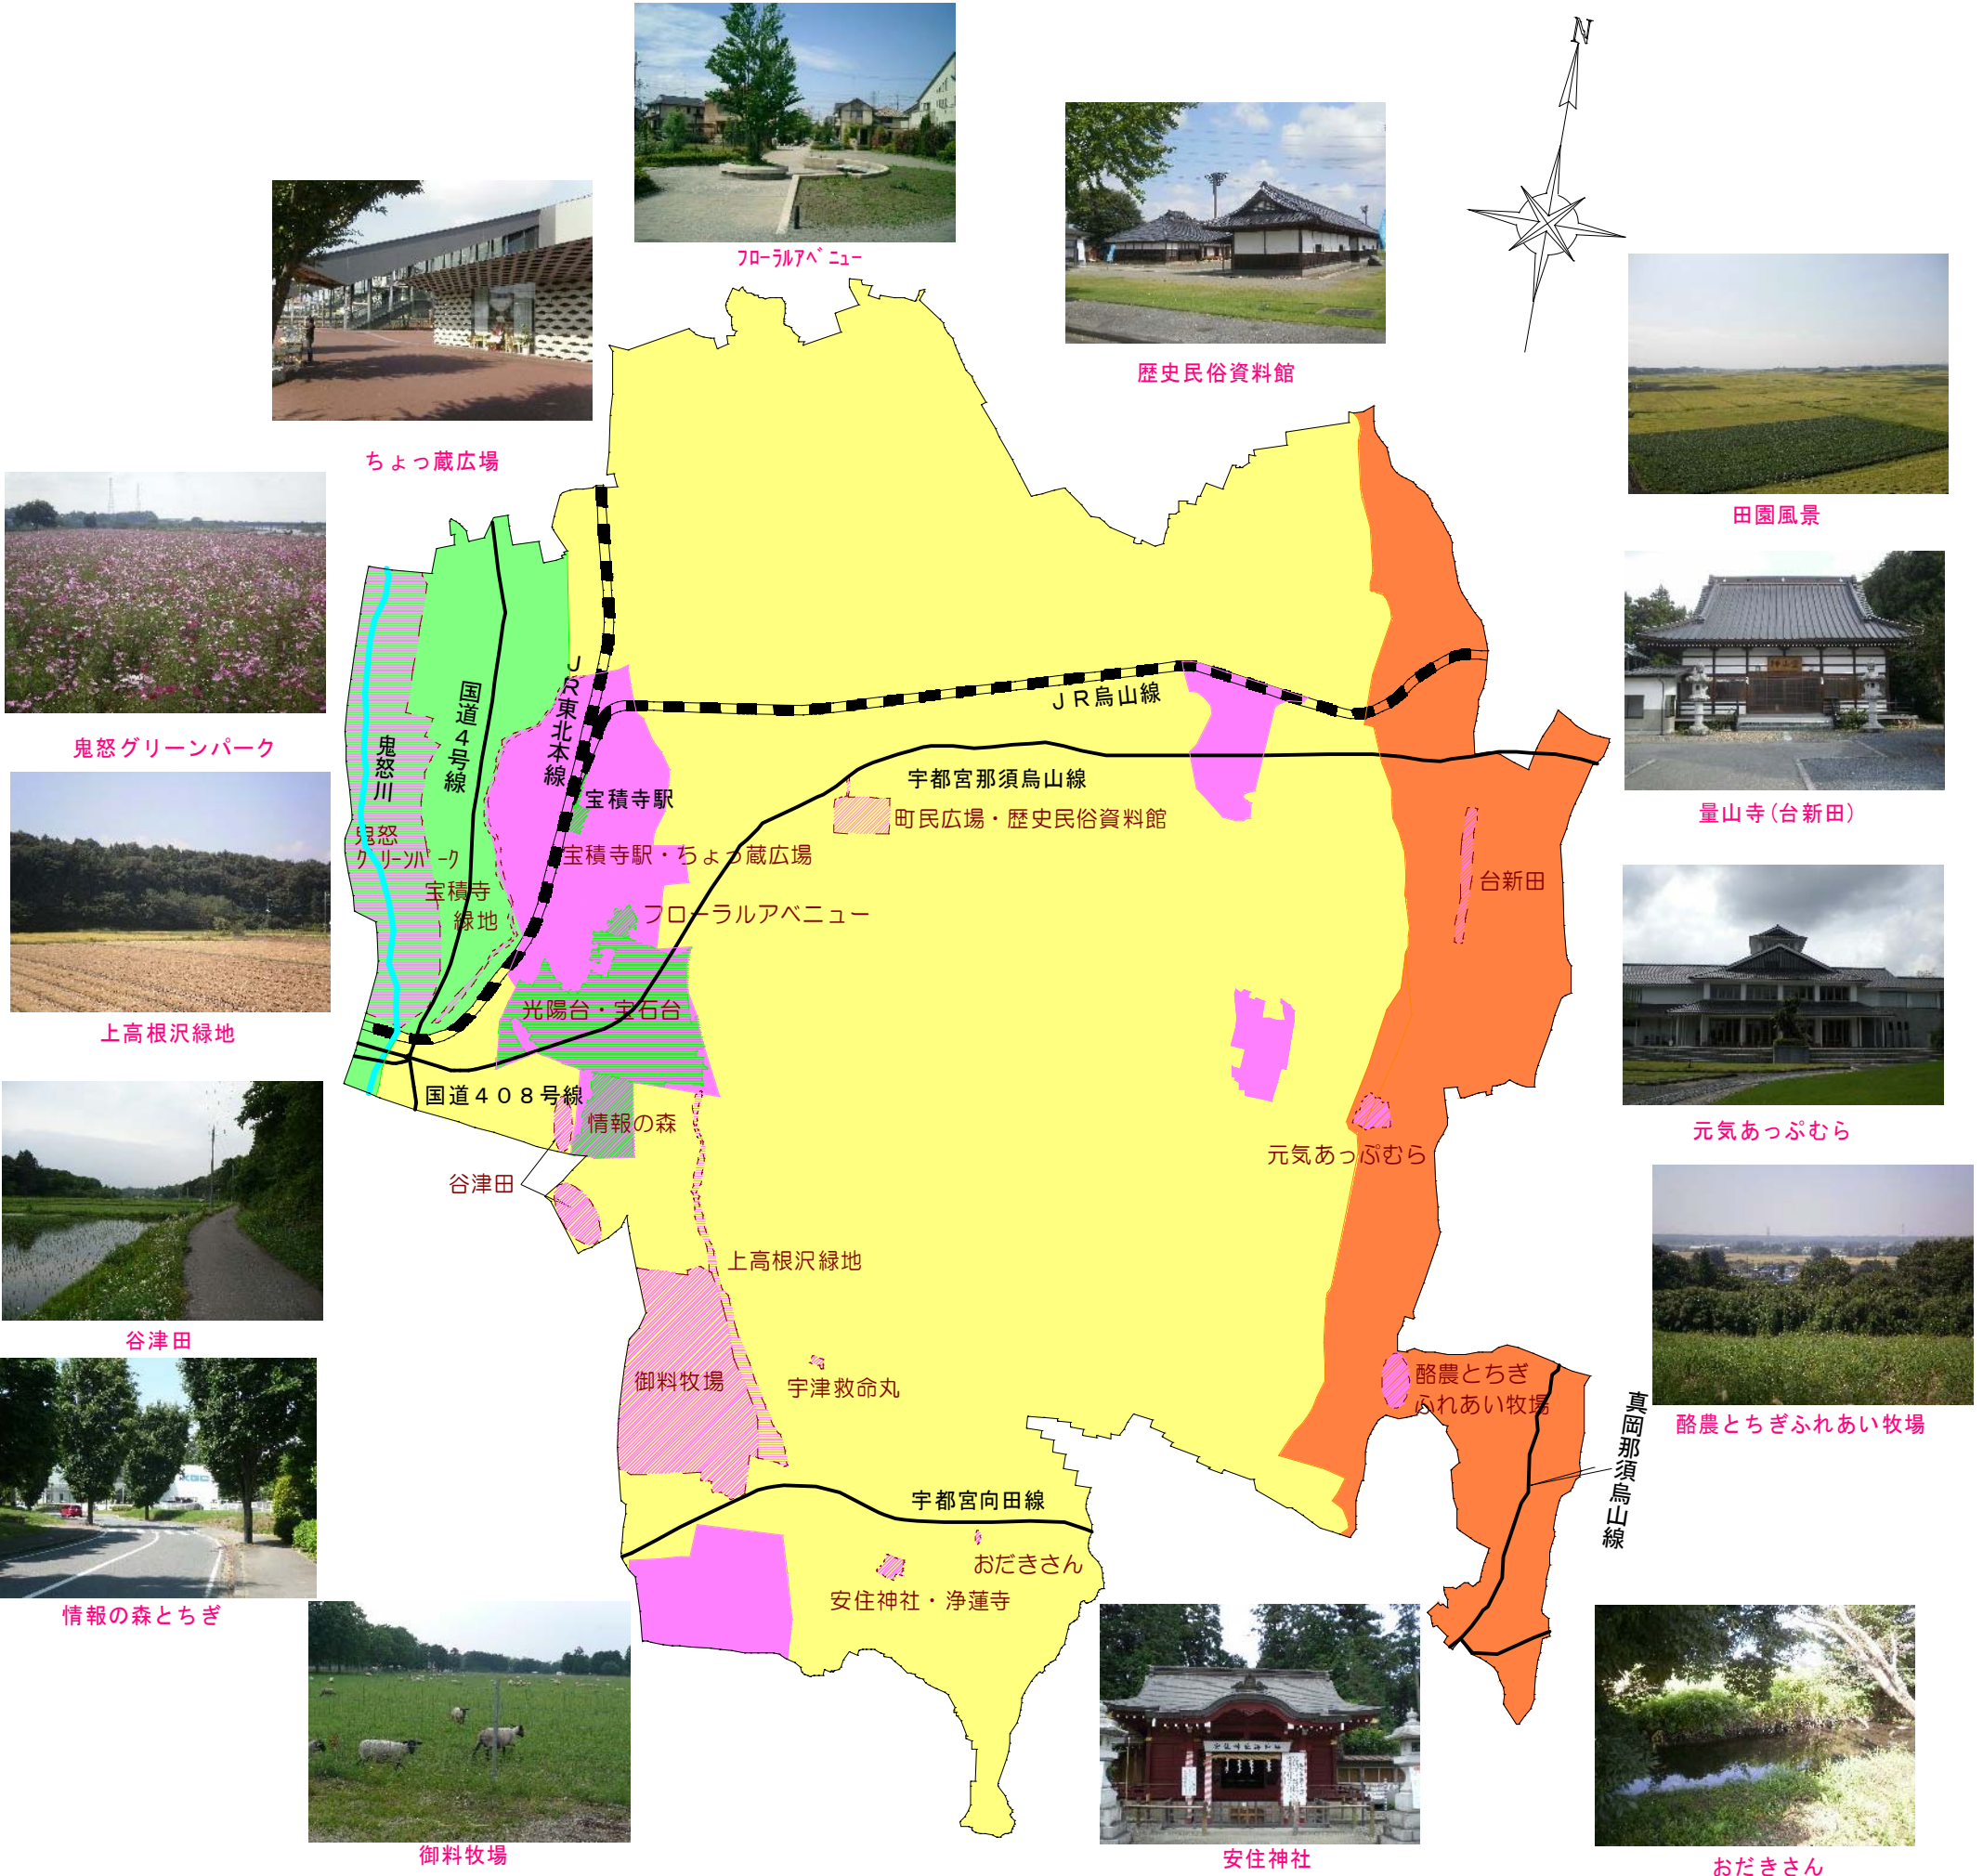 N
フローラルアベニュー
歴史民俗資料館
ちょっ蔵広場
田園風景
鬼怒グリーンパーク
量山寺(台新田)
上高根沢緑地
元気あっぷむら
谷津田
酪農とちぎふれあい牧場
情報の森とちぎ
御料牧場
安住神社
おだきさん
JR東北本線
国道4号線
鬼怒川
JR烏山線
宇都宮那須烏山線
宝積寺駅
町民広場・歴史民俗資料館
鬼怒
グリーンパーク
宝積寺駅・ちょっ蔵広場
宝積寺
緑地
台新田
フローラルアベニュー
光陽台・宝石台
国道408号線
情報の森
元気あっぷむら
谷津田
上高根沢緑地
御料牧場
宇津救命丸
酪農とちぎ
ふれあい牧場
真岡那須烏山線
宇都宮向田線
おだきさん
安住神社・浄蓮寺